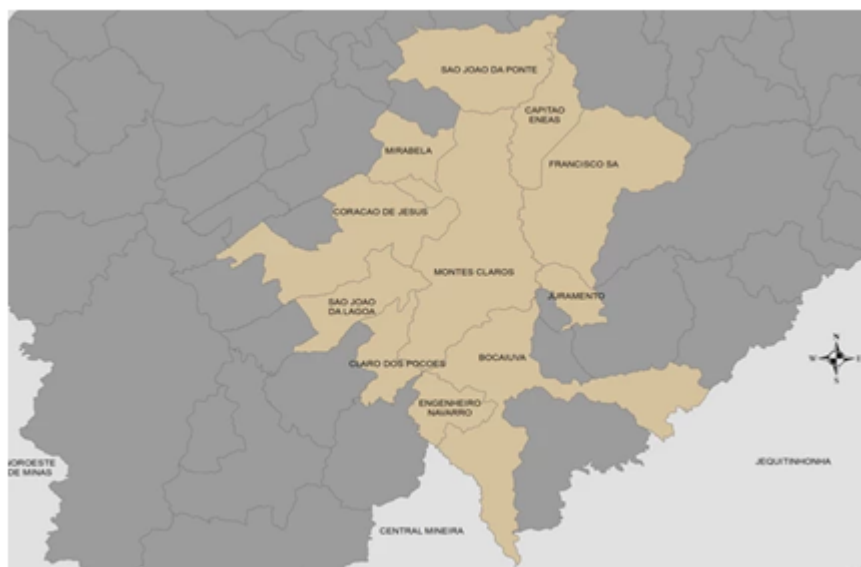 SAO JOAO DA PONTE
CAPITAO
ENEAS
MIRABELA
FRANCISCO SA
CORACAO DE JESUS
MONTES CLAROS
JURAMENTO
SAO JOAO
DA LAGOA
CLARO DOS POCOES
BOCAIUVA
ENGENHEIRO
NAVARRO
N
W
E
S
NOROESTE
DE MINAS
JEQUITINHONHA
CENTRAL MINEIRA